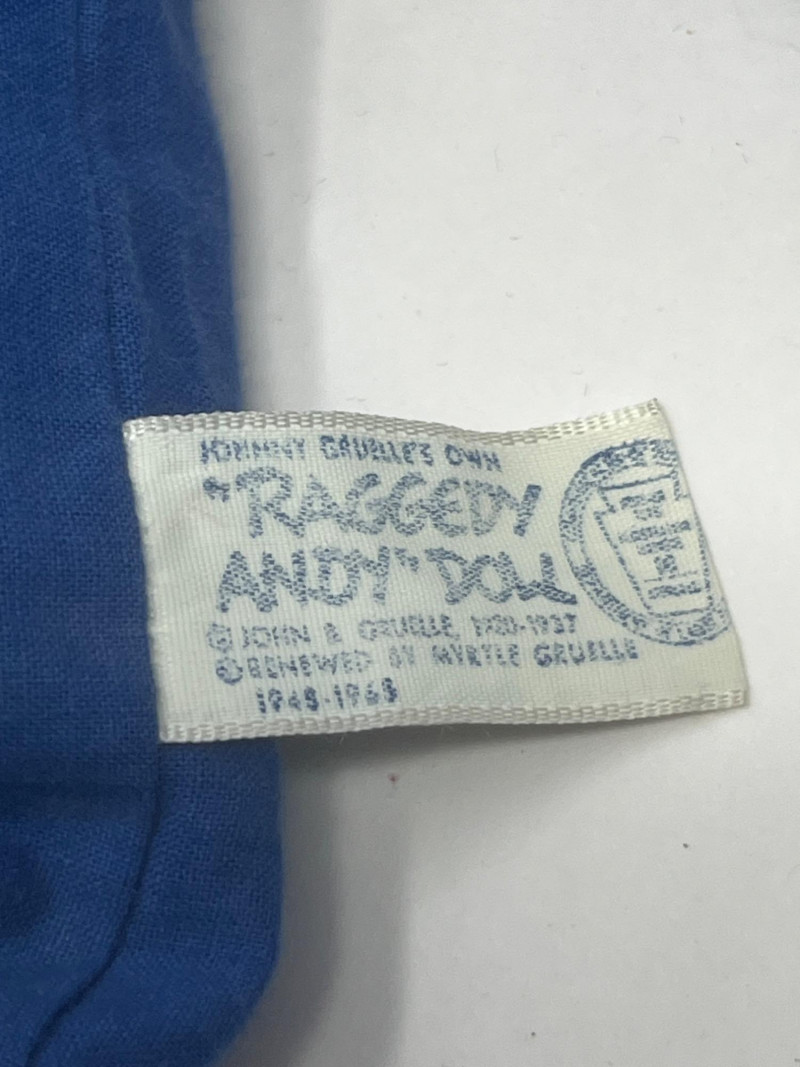 JOHNNY GRUELLE'S OWN
"RAGGEDY
ANDY" DOLL
© JOHN B GRUELLE, 1920-1937
© RENEWED BY MYRTLE GRUELLE
1948-1965